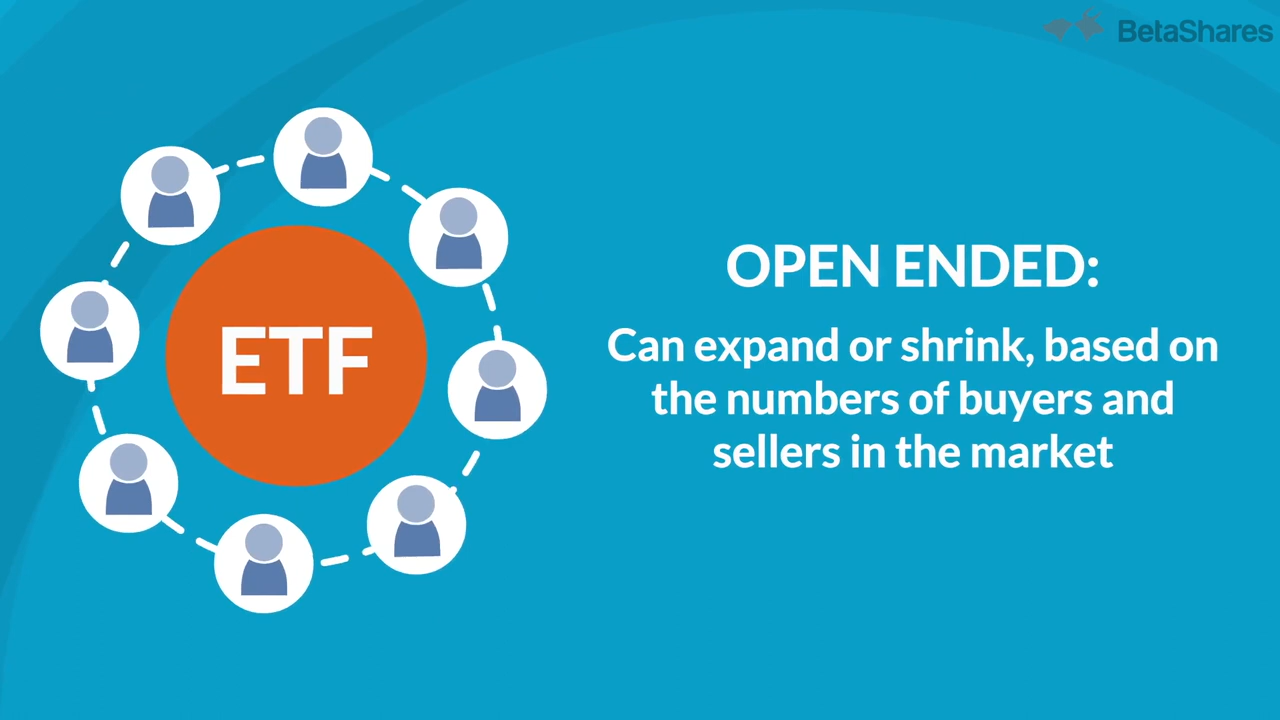 BetaShares
ETF
OPEN ENDED:
Can expand or shrink, based on
the numbers of buyers and
sellers in the market